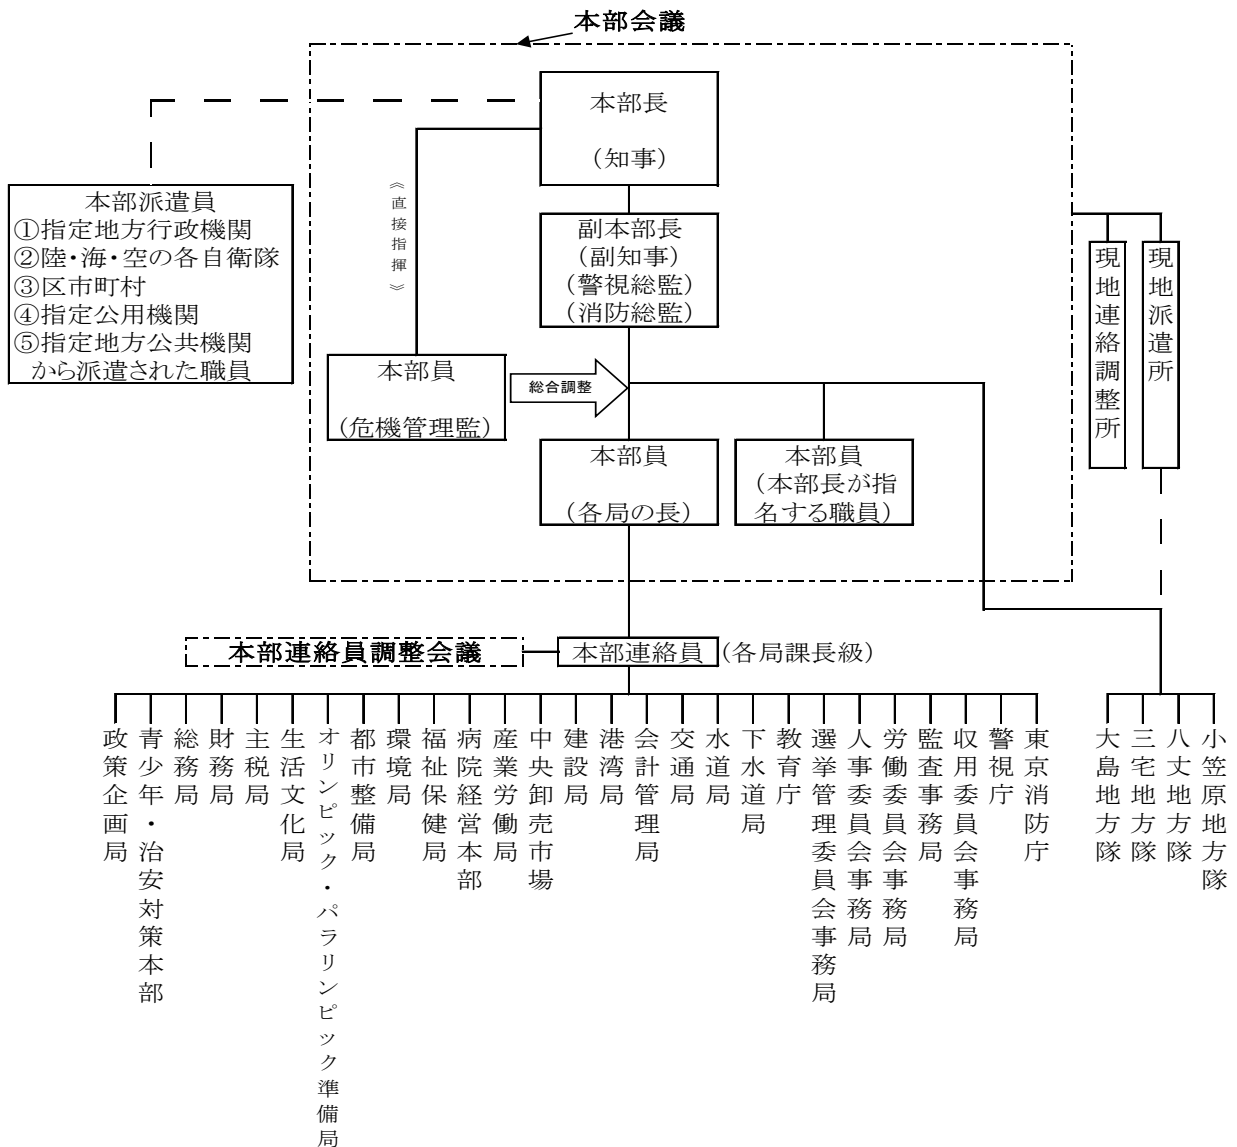 本部会議
本部長
（知事）
《直接指揮》
本部派遣員
①指定地方行政機関
②陸・海・空の各自衛隊
③区市町村
④指定公用機関
⑤指定地方公共機関
から派遣された職員
副本部長
（副知事）
（警視総監）
（消防総監）
現地連絡調整所
現地派遣所
本部員
（危機管理監）
総合調整
本部員
（各局の長）
本部員
（本部長が指
名する職員）
本部連絡員調整会議
本部連絡員
（各局課長級）
政策企画局
青少年・治安対策本部
総務局
財務局
主税局
生活文化局
オリンピック・パラリンピック準備局
都市整備局
環境局
福祉保健局
病院経営本部
産業労働局
中央卸売市場
建設局
港湾局
会計管理局
交通局
水道局
下水道局
教育庁
選挙管理委員会事務局
人事委員会事務局
労働委員会事務局
監査事務局
収用委員会事務局
警視庁
東京消防庁
大島地方隊
三宅地方隊
八丈地方隊
小笠原地方隊